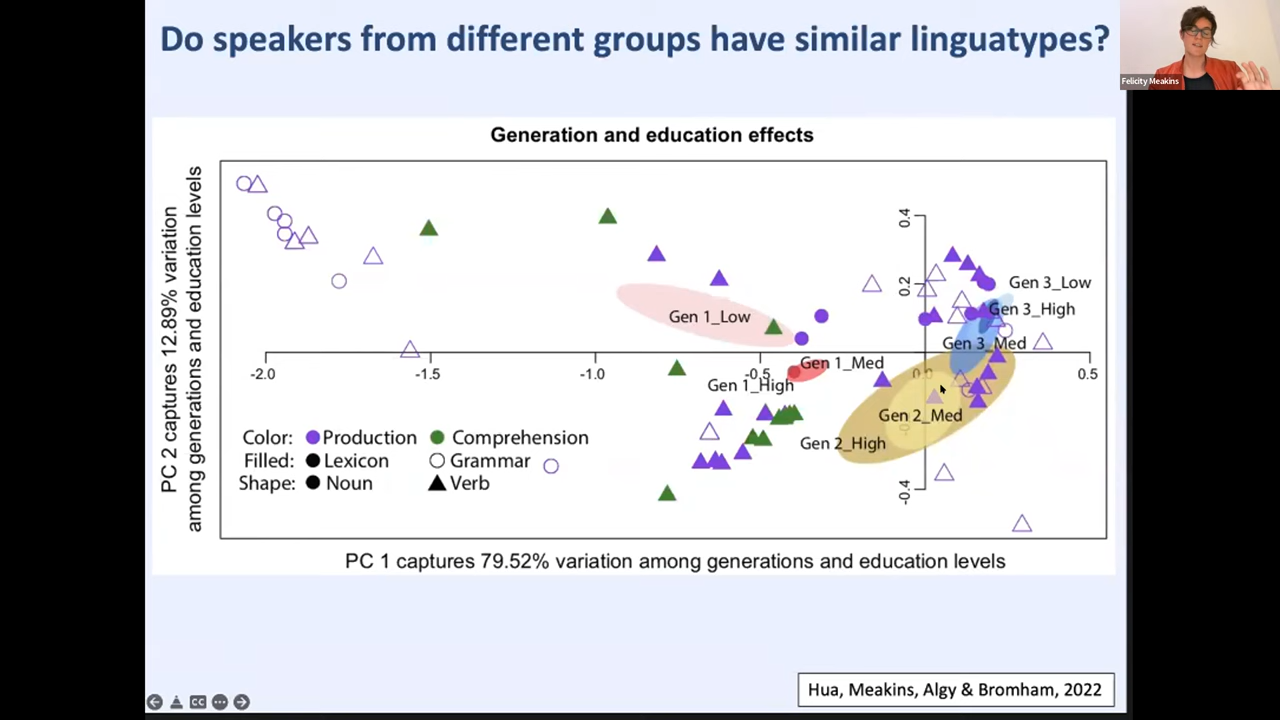 Do speakers from different groups have similar linguatypes?
Felicity Meakins
Generation and education effects
PC 2 captures 12.89% variation
among generations and education levels
0.4
0.2
Gen 3_Low
Gen 3_High
Gen 1_Low
Gen 3_Med
-2.0
-1.5
-1.0
-0.5
0.0
0.5
Gen 1_Med
Gen 1_High
Gen 2_Med
Gen 2_High
-0.4
Color: Production Comprehension
Filled: Lexicon Grammar
Shape: Noun Verb
PC 1 captures 79.52% variation among generations and education levels
Hua, Meakins, Algy & Bromham, 2022
CC